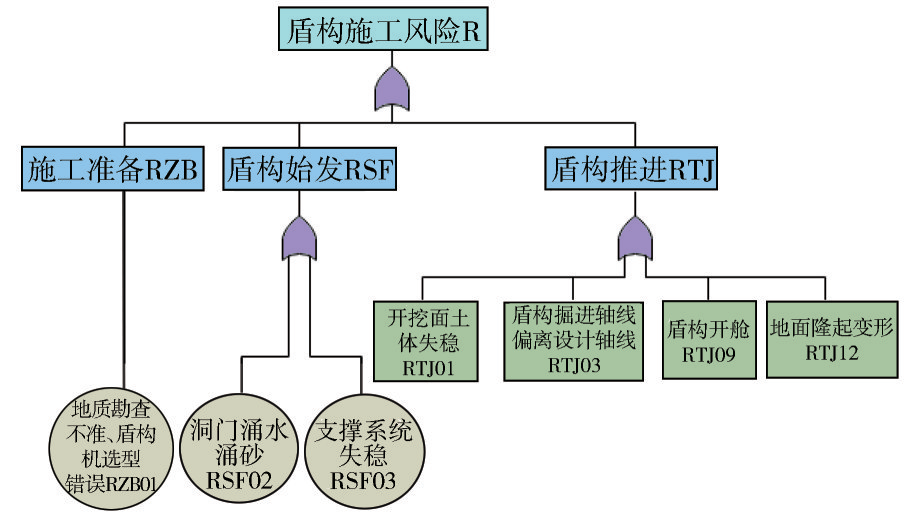 盾构施工风险R
施工准备RZB
盾构始发RSF
盾构推进RTJ
开挖面土
体失稳
RTJ01
盾构掘进轴线
偏离设计轴线
RTJ03
盾构开舱
RTJ09
地面隆起变形
RTJ12
地质勘查
不准、盾构
机选型
错误RZB01
洞门涌水
涌砂
RSF02
支撑系统
失稳
RSF03